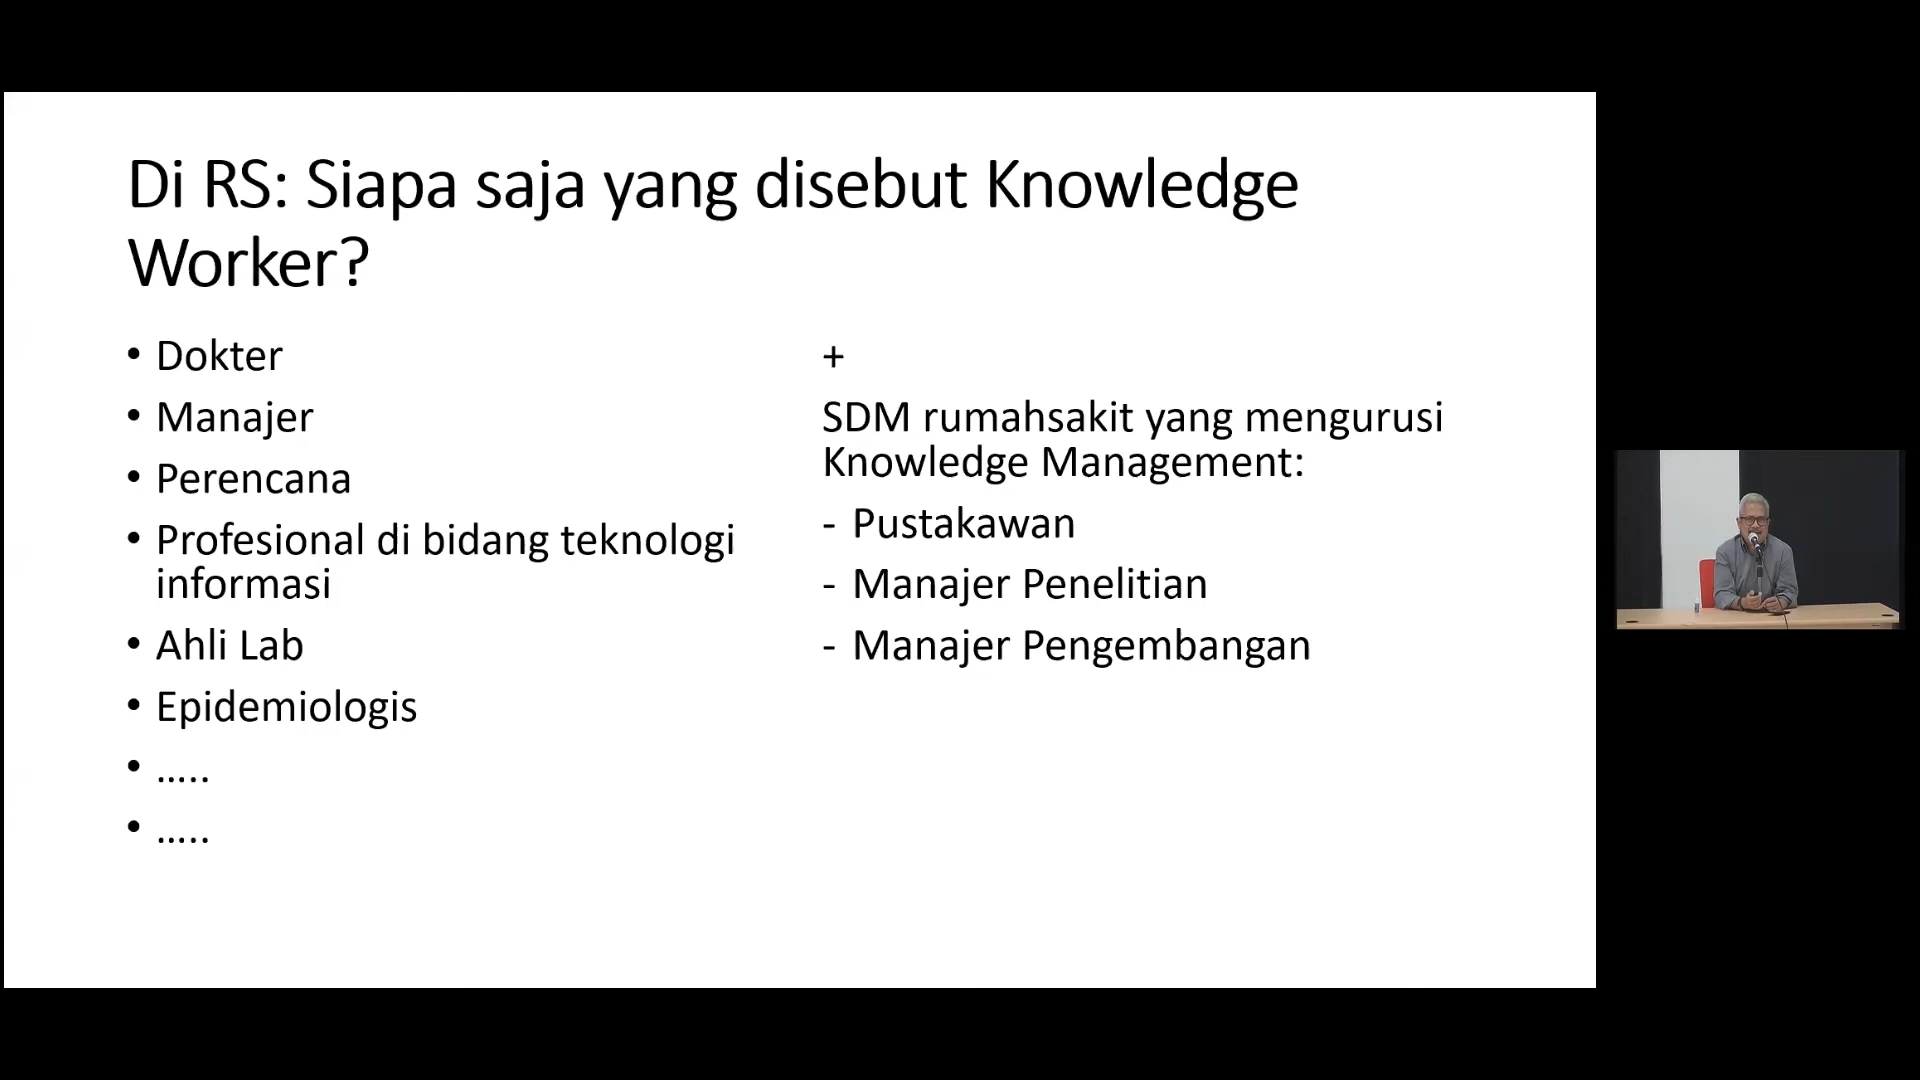 Di RS: Siapa saja yang disebut Knowledge
Worker?
• Dokter
• Manajer
• Perencana
• Profesional di bidang teknologi
informasi
• Ahli Lab
• Epidemiologis
• …..
• …..
+
SDM rumahsakit yang mengurusi
Knowledge Management:
- Pustakawan
- Manajer Penelitian
- Manajer Pengembangan